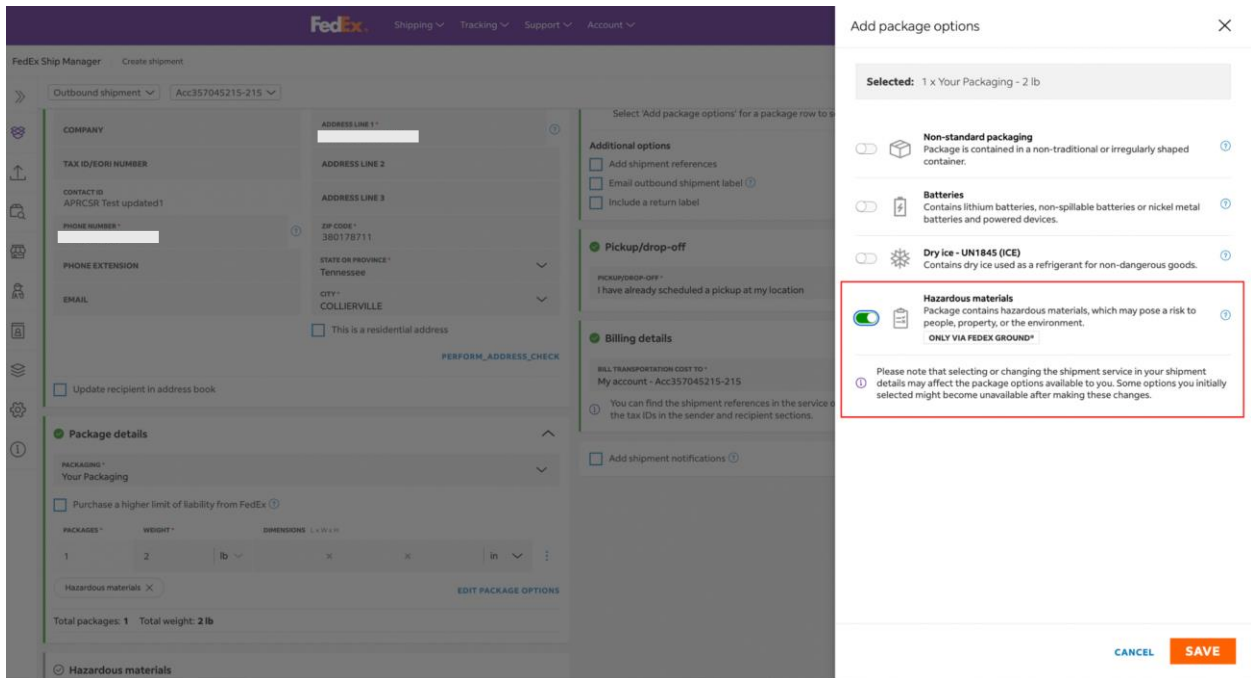 FedEx.
Shipping
Tracking
Support
Account
FedEx Ship Manager
Create shipment
Outbound shipment
Acc357045215-215
COMPANY
ADDRESS LINE 1*
TAX ID/EORI NUMBER
ADDRESS LINE 2
CONTACT ID
APRCSR Test updated1
ADDRESS LINE 3
PHONE NUMBER*
ZIP CODE*
380178711
PHONE EXTENSION
STATE OR PROVINCE*
Tennessee
EMAIL
CITY*
COLLIERVILLE
This is a residential address
PERFORM_ADDRESS_CHECK
Update recipient in address book
Package details
PACKAGING*
Your Packaging
Purchase a higher limit of liability from FedEx
PACKAGES*
WEIGHT*
DIMENSIONS L x W x H
1
2
lb
x
x
in
Hazardous materials
EDIT PACKAGE OPTIONS
Total packages: 1 Total weight: 2 lb
Hazardous materials
Select 'Add package options' for a package row to
Additional options
Add shipment references
Email outbound shipment label
Include a return label
Pickup/drop-off
PICKUP/DROP-OFF*
I have already scheduled a pickup at my location
Billing details
BILL TRANSPORTATION COST TO*
My account - Acc357045215-215
You can find the shipment references in the service
the tax IDs in the sender and recipient sections.
Add shipment notifications
Add package options
Selected: 1 x Your Packaging - 2 lb
Non-standard packaging
Package is contained in a non-traditional or irregularly shaped
container.
Batteries
Contains lithium batteries, non-spillable batteries or nickel metal
batteries and powered devices.
Dry ice - UN1845 (ICE)
Contains dry ice used as a refrigerant for non-dangerous goods.
Hazardous materials
Package contains hazardous materials, which may pose a risk to
people, property, or the environment.
ONLY VIA FEDEX GROUND®
Please note that selecting or changing the shipment service in your shipment
details may affect the package options available to you. Some options you initially
selected might become unavailable after making these changes.
CANCEL
SAVE